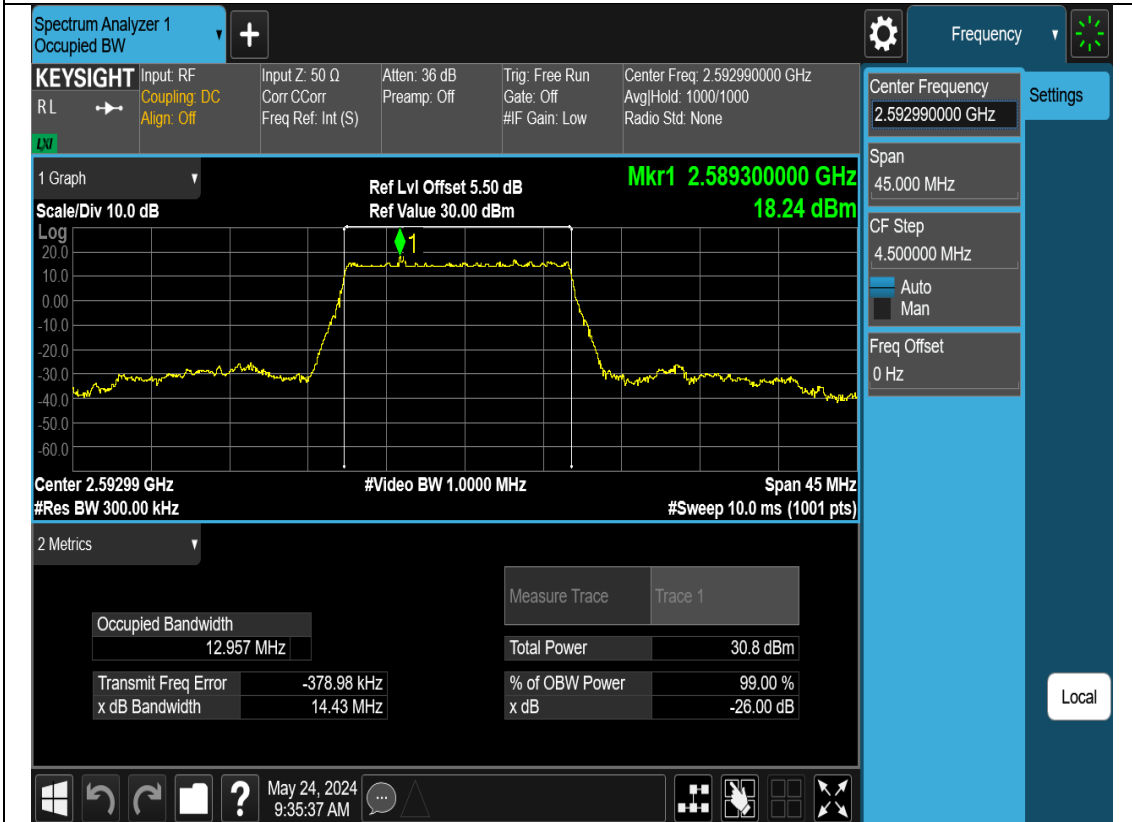 Spectrum Analyzer 1
Occupied BW
Frequency
KEYSIGHT
RL
LXI
Input: RF
Coupling: DC
Align: Off
Input Z: 50 Ω
Corr CCorr
Freq Ref: Int (S)
Atten: 36 dB
Preamp: Off
Trig: Free Run
Gate: Off
#IF Gain: Low
Center Freq: 2.592990000 GHz
Avg|Hold: 1000/1000
Radio Std: None
Center Frequency
2.592990000 GHz
Settings
Span
45.000 MHz
CF Step
4.500000 MHz
Auto
Man
Freq Offset
0 Hz
Local
1 Graph
Scale/Div 10.0 dB
Ref Lvl Offset 5.50 dB
Ref Value 30.00 dBm
Mkr1 2.589300000 GHz
18.24 dBm
Log
1
20.0
10.0
0.00
-10.0
-20.0
-30.0
-40.0
-50.0
-60.0
Center 2.59299 GHz
#Video BW 1.0000 MHz
Span 45 MHz
#Res BW 300.00 kHz
#Sweep 10.0 ms (1001 pts)
2 Metrics
Measure Trace Trace 1
Occupied Bandwidth
12.957 MHz
Total Power 30.8 dBm
Transmit Freq Error -378.98 kHz
% of OBW Power 99.00 %
x dB Bandwidth 14.43 MHz
x dB -26.00 dB
May 24, 2024
9:35:37 AM